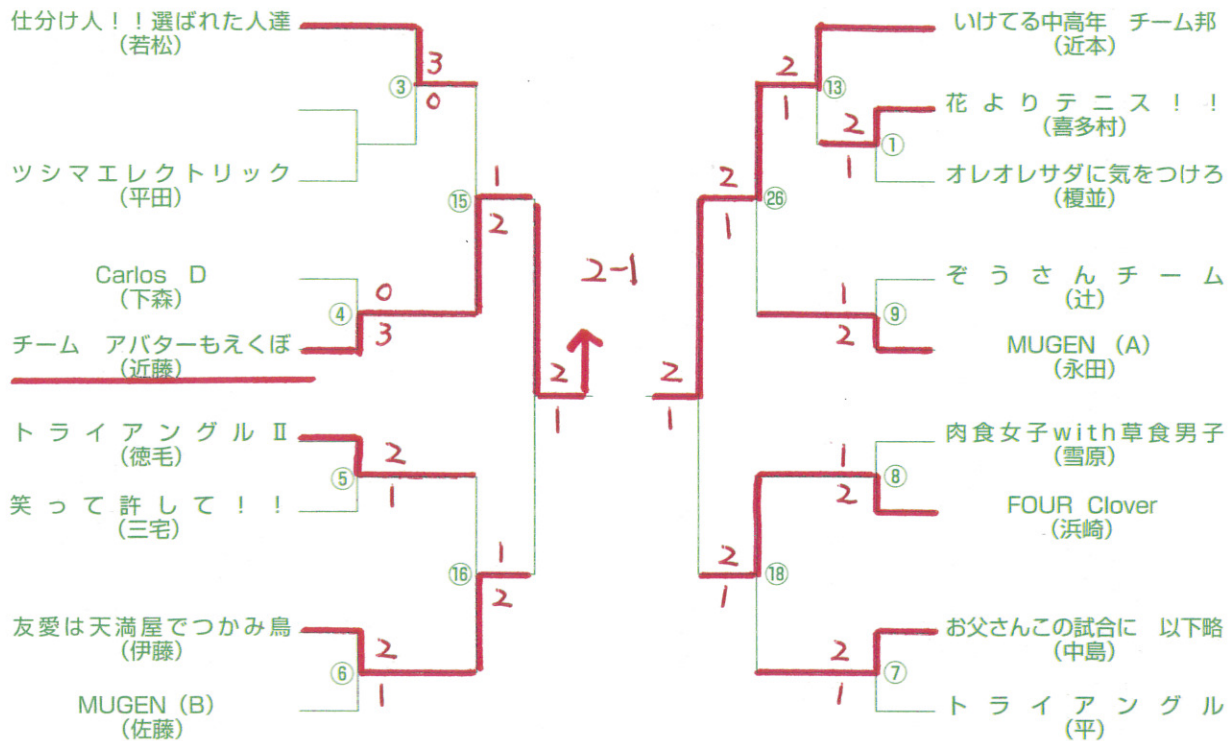 仕分け人！！選ばれた人達
（若松）
3
③
0
ツシマエレクトリック
（平田）
1
⑮
2
Carlos D
（下森）
0
④
3
チーム アバターもえくぼ
（近藤）
2-1
2
1
トライアングルⅡ
（徳毛）
2
⑤
1
笑って許して！！
（三宅）
1
⑯
2
友愛は天満屋でつかみ鳥
（伊藤）
2
⑥
1
MUGEN（B）
（佐藤）
いけてる中高年 チーム邦
（近本）
2
⑬
1
花よりテニス！！
（喜多村）
2
①
1
オレオレサダに気をつけろ
（榎並）
2
㉖
1
ぞうさんチーム
（辻）
1
⑨
2
MUGEN（A）
（永田）
2
1
肉食女子with草食男子
（雪原）
1
⑧
2
FOUR Clover
（浜崎）
2
⑱
1
お父さんこの試合に 以下略
（中島）
2
⑦
1
トライアングル
（平）